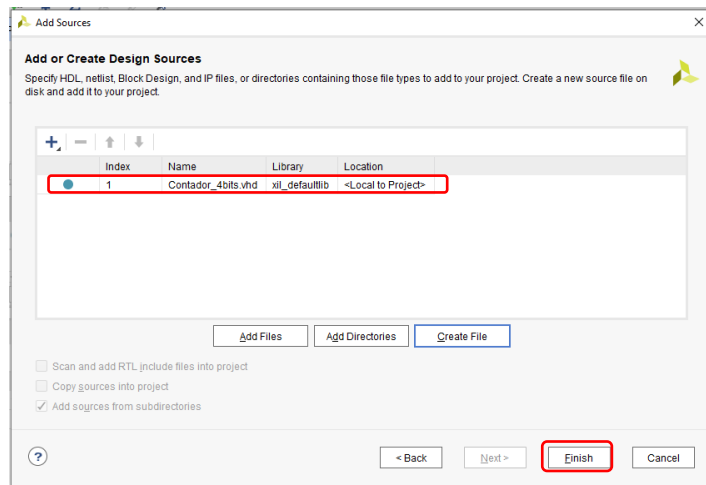 Add Sources
Add or Create Design Sources
Specify HDL, netlist, Block Design, and IP files, or directories containing those file types to add to your project. Create a new source file on
disk and add it to your project.
Index Name Library Location
1 Contador_4bits.vhd xil_defaultlib <Local to Project>
Add Files Add Directories Create File
Scan and add RTL include files into project
Copy sources into project
Add sources from subdirectories
? < Back Next > Finish Cancel